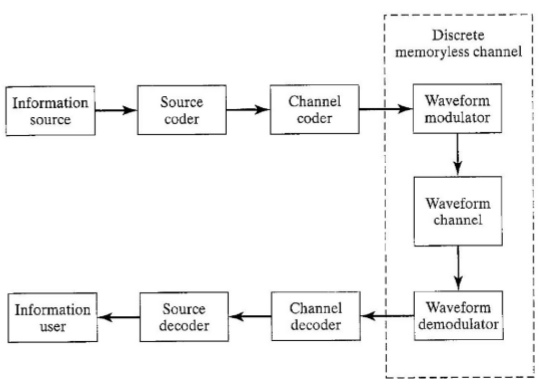 Discrete
memoryless channel
Information
source
Source
coder
Channel
coder
Waveform
modulator
Waveform
channel
Information
user
Source
decoder
Channel
decoder
Waveform
demodulator